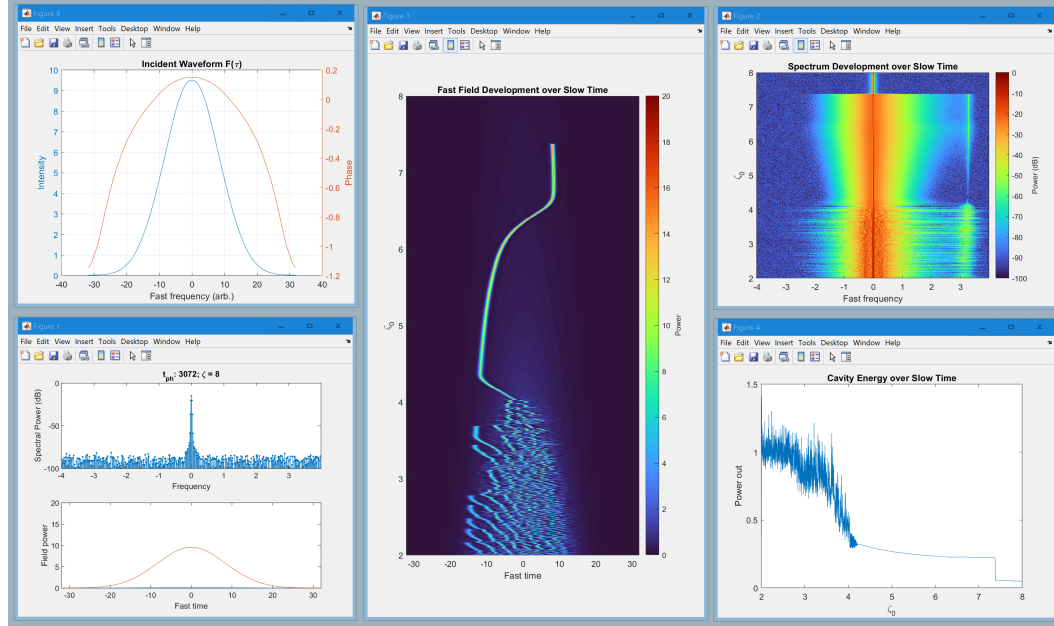 Figure 8
File Edit View Insert Tools Desktop Window Help
Incident Waveform F(τ)
10
9
8
7
6
5
4
3
2
1
0
Intensity
0.2
0
-0.2
-0.4
-0.6
-0.8
-1
-1.2
Phase
-40 -30 -20 -10 0 10 20 30 40
Fast frequency (arb.)
Figure 1
File Edit View Insert Tools Desktop Window Help
t_ph: 3072; ζ = 8
0
-50
-100
Spectral Power (dB)
-4 -3 -2 -1 0 1 2 3
Frequency
20
15
10
5
0
Field power
-30 -20 -10 0 10 20 30
Fast time
Figure 3
File Edit View Insert Tools Desktop Window Help
Fast Field Development over Slow Time
8
7
6
5
4
3
2
ζ₀
-30 -20 -10 0 10 20 30
Fast time
20
18
16
14
12
10
8
6
4
2
0
Power
Figure 2
File Edit View Insert Tools Desktop Window Help
Spectrum Development over Slow Time
8
7
6
5
4
3
2
ζ₀
-4 -3 -2 -1 0 1 2 3
Fast frequency
0
-10
-20
-30
-40
-50
-60
-70
-80
-90
-100
Power (dB)
Figure 4
File Edit View Insert Tools Desktop Window Help
Cavity Energy over Slow Time
1.5
1
0.5
0
Power out
2 3 4 5 6 7 8
ζ₀